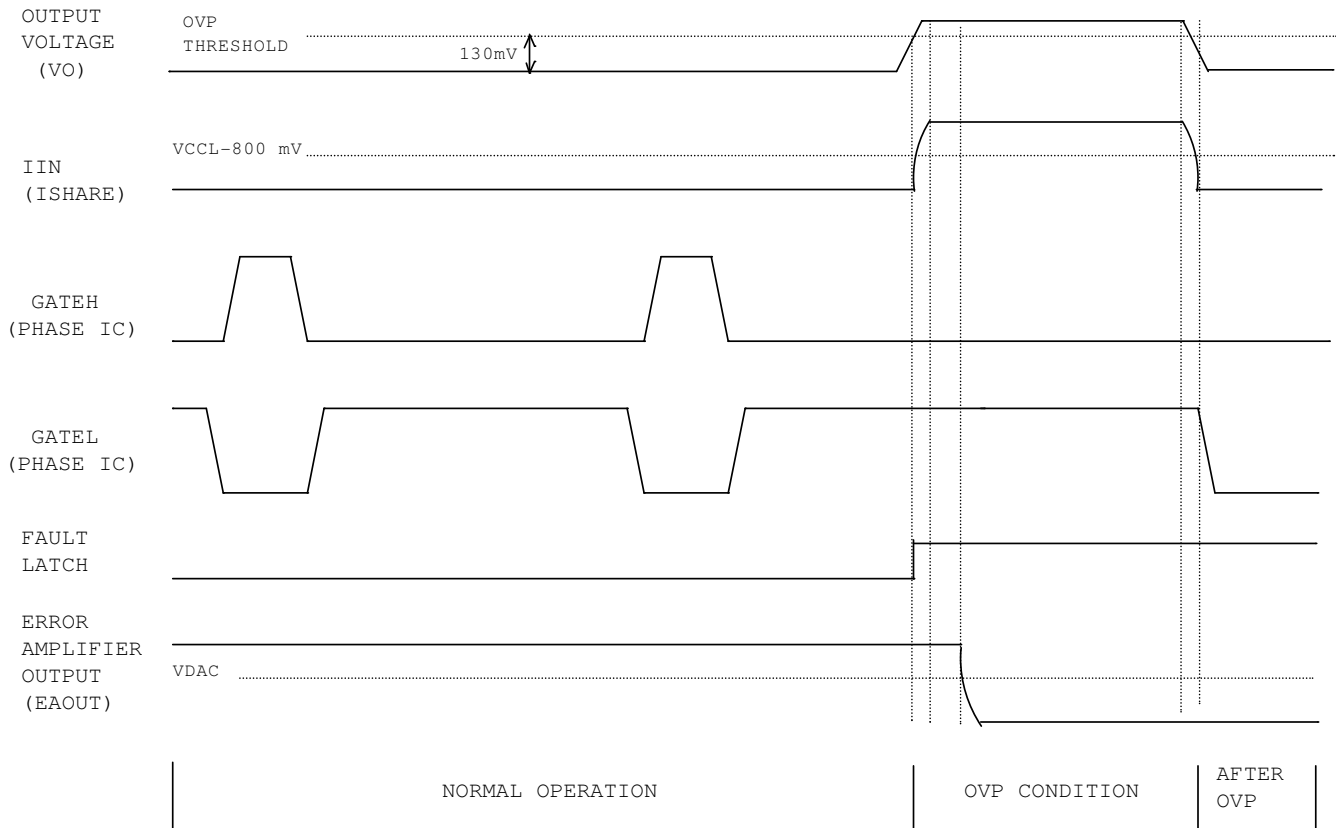 OUTPUT
VOLTAGE
(VO)
OVP
THRESHOLD
130mV
VCCL-800 mV
IIN
(ISHARE)
GATEH
(PHASE IC)
GATEL
(PHASE IC)
FAULT
LATCH
ERROR
AMPLIFIER
OUTPUT
(EAOUT)
VDAC
NORMAL OPERATION
OVP CONDITION
AFTER
OVP